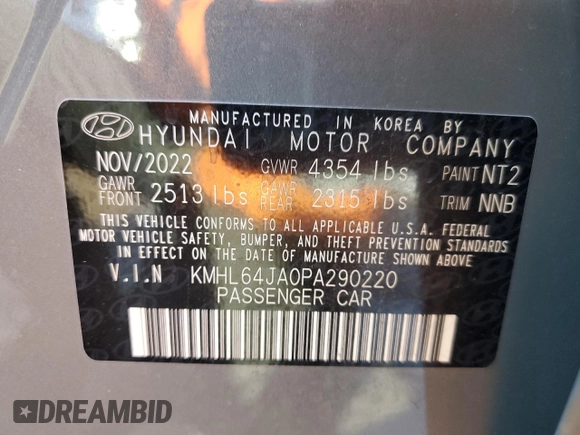 MANUFACTURED IN KOREA BY
HYUNDAI MOTOR COMPANY
NOV/2022 GVWR 4354 lbs PAINT NT2
GAWR FRONT 2513 lbs GAWR REAR 2315 lbs TRIM NNB
THIS VEHICLE CONFORMS TO ALL APPLICABLE U.S.A. FEDERAL
MOTOR VEHICLE SAFETY, BUMPER, AND THEFT PREVENTION STANDARDS
IN EFFECT ON THE DATE OF MANUFACTURE SHOWN ABOVE.
V.I.N KMHL64JA0PA290220
PASSENGER CAR
DREAMBID